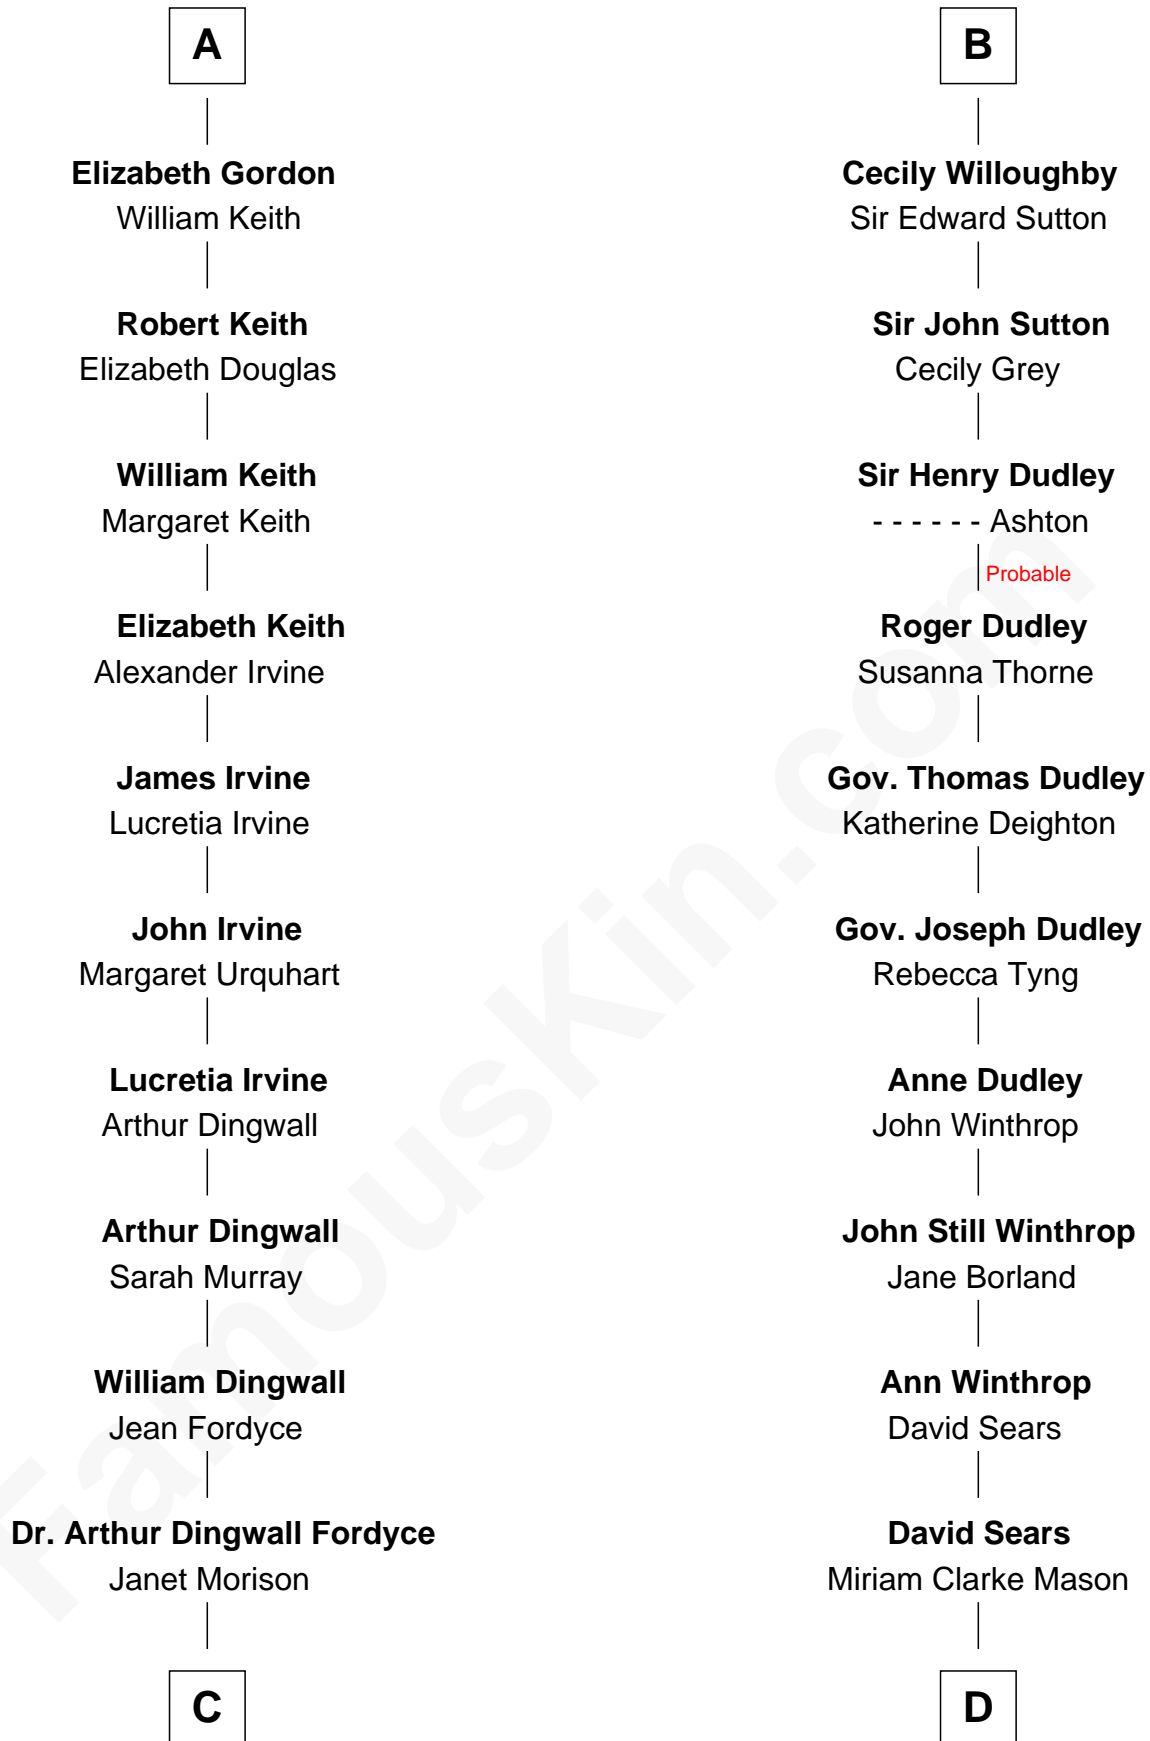 A
Elizabeth Gordon
William Keith
Robert Keith
Elizabeth Douglas
William Keith
Margaret Keith
Elizabeth Keith
Alexander Irvine
James Irvine
Lucretia Irvine
John Irvine
Margaret Urquhart
Lucretia Irvine
Arthur Dingwall
Arthur Dingwall
Sarah Murray
William Dingwall
Jean Fordyce
Dr. Arthur Dingwall Fordyce
Janet Morison
C
B
Cecily Willoughby
Sir Edward Sutton
Sir John Sutton
Cecily Grey
Sir Henry Dudley
- - - - - - Ashton
Probable
Roger Dudley
Susanna Thorne
Gov. Thomas Dudley
Katherine Deighton
Gov. Joseph Dudley
Rebecca Tyng
Anne Dudley
John Winthrop
John Still Winthrop
Jane Borland
Ann Winthrop
David Sears
David Sears
Miriam Clarke Mason
D
FamousKin.com